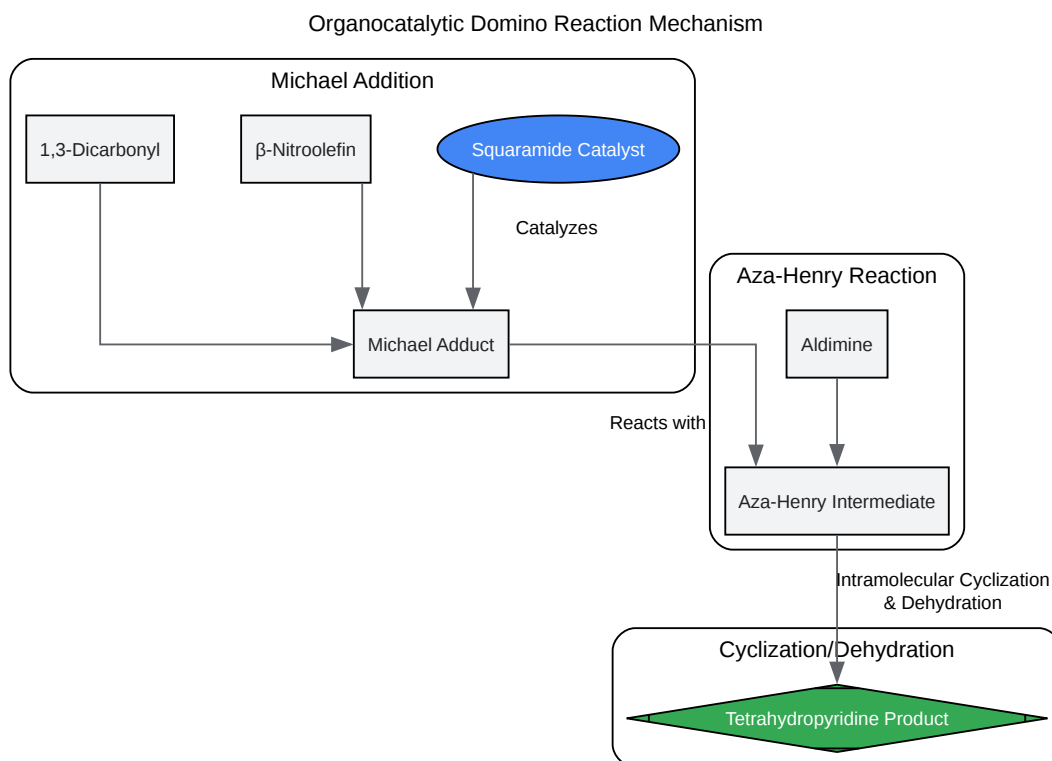 Organocatalytic Domino Reaction Mechanism
Michael Addition
1,3-Dicarbonyl
β-Nitroolefin
Squaramide Catalyst
Catalyzes
Michael Adduct
Aza-Henry Reaction
Aldimine
Reacts with
Aza-Henry Intermediate
Intramolecular Cyclization
& Dehydration
Cyclization/Dehydration
Tetrahydropyridine Product